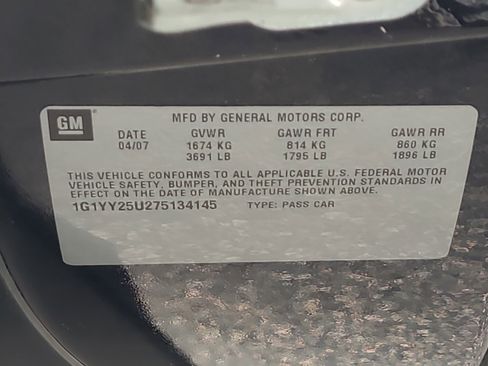 GM
MFD BY GENERAL MOTORS CORP.
DATE GVWR GAWR FRT GAWR RR
04/07 1674 KG 814 KG 860 KG
3691 LB 1795 LB 1896 LB
THIS VEHICLE CONFORMS TO ALL APPLICABLE U.S. FEDERAL MOTOR
VEHICLE SAFETY, BUMPER, AND THEFT PREVENTION STANDARDS IN
EFFECT ON THE DATE OF MANUFACTURE SHOWN ABOVE.
1G1YY25U275134145 TYPE: PASS CAR